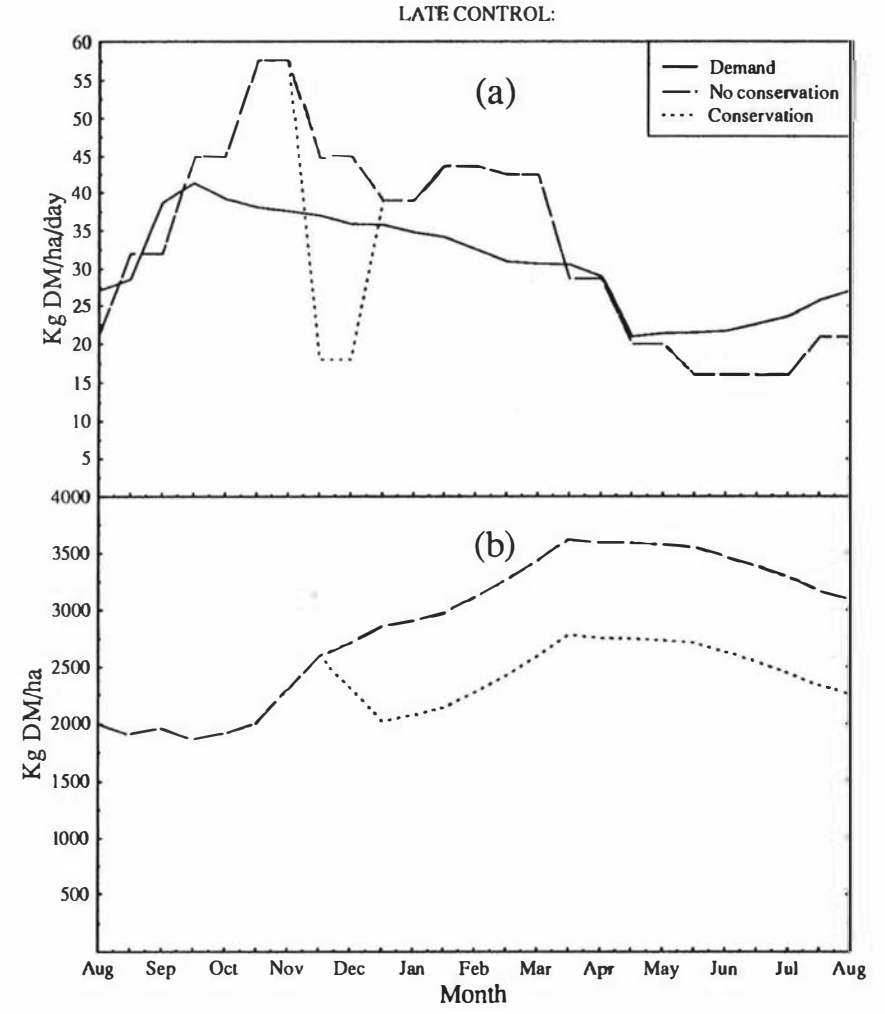 LATE CONTROL:
60
55
50
45
40
35
30
25
20
15
10
5
Kg DM/ha/day
(a)
Demand
No conservation
Conservation
4000
3500
3000
2500
2000
1500
1000
500
Kg DM/ha
(b)
Aug Sep Oct Nov Dec Jan Feb Mar Apr May Jun Jul Aug
Month